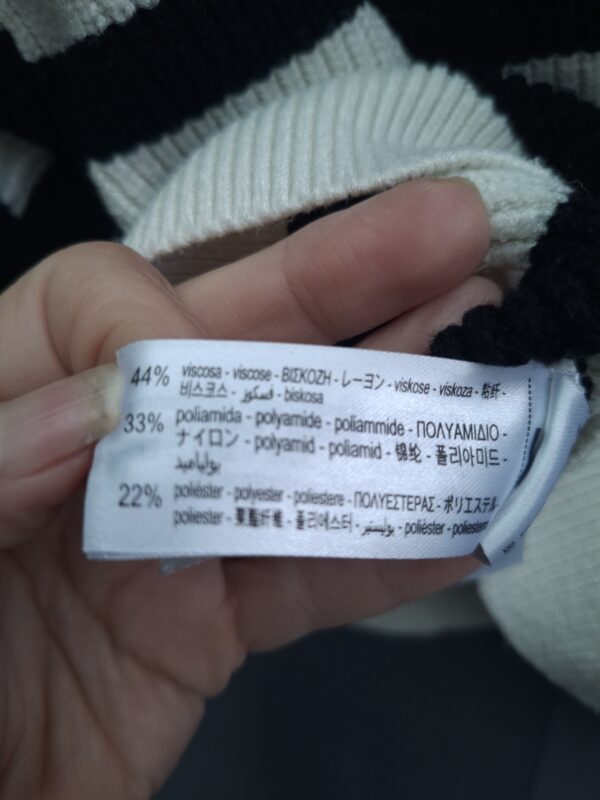 44% viscosa - viscose - ΒΙΣΚΟΖΗ - レーヨン - viskose - viskoza - 粘纤 -
비스코스 - فسكوز - biskosa
33% poliamida - polyamide - poliammide - ΠΟΛΥΑΜΙΔΙΟ -
ナイロン - polyamid - poliamid - 锦纶 - 폴리아미드 -
بولياميد
22% poliéster - polyester - poliestere - ΠΟΛΥΕΣΤΕΡΑΣ - ポリエステル-
poliester - 聚酯纤维 - 폴리에스터 - بوليستير - polièster - poliesterra